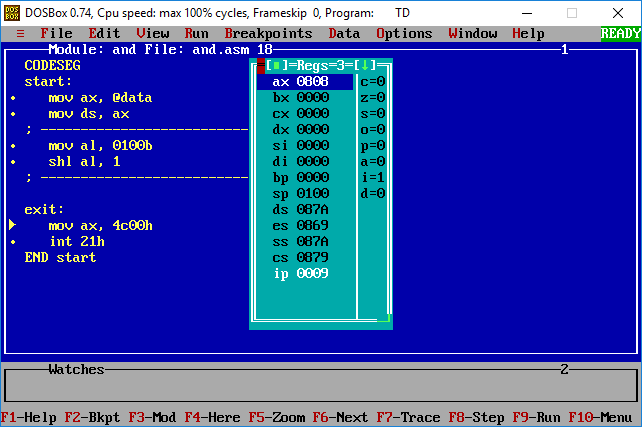 DOSBox 0.74, Cpu speed: max 100% cycles, Frameskip 0, Program: TD
≡ File Edit View Run Breakpoints Data Options Window Help READY
Module: and File: and.asm 18 1
CODESEG
start:
mov ax, @data
mov ds, ax
; --------------------------
mov al, 0100b
shl al, 1
; --------------------------
exit:
mov ax, 4c00h
int 21h
END start
[■]=Regs=3=[↓]
ax 0808 c=0
bx 0000 z=0
cx 0000 s=0
dx 0000 o=0
si 0000 p=0
di 0000 a=0
bp 0000 i=1
sp 0100 d=0
ds 087A
es 0869
ss 087A
cs 0879
ip 0009
Watches 2
F1-Help F2-Bkpt F3-Mod F4-Here F5-Zoom F6-Next F7-Trace F8-Step F9-Run F10-Menu